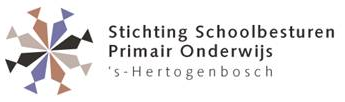 Stichting Schoolbesturen
Primair Onderwijs
's-Hertogenbosch